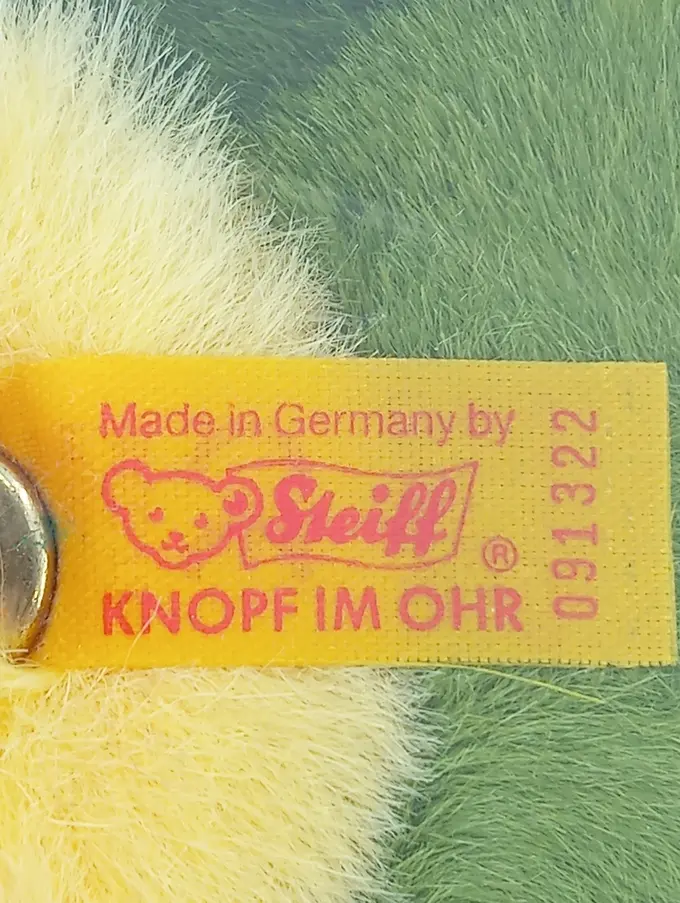 Made in Germany by
Steiff
®
KNOPF IM OHR
091322